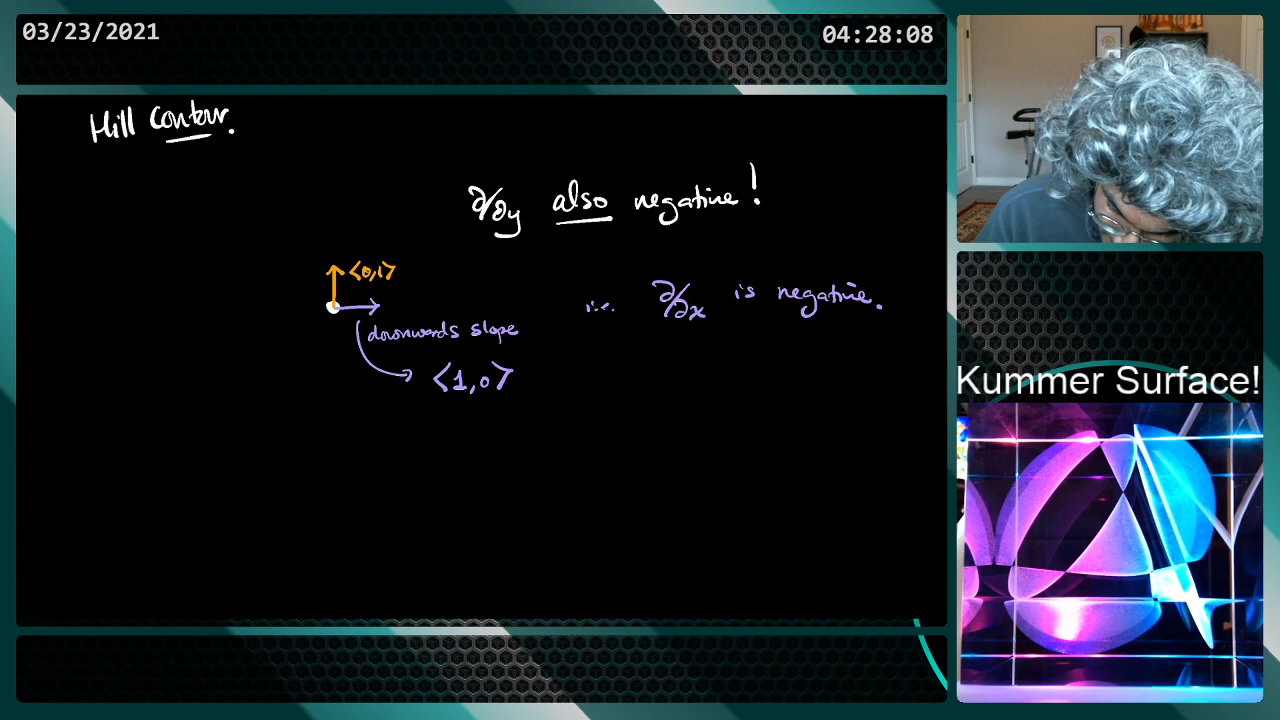 03/23/2021
04:28:08
Hill Contour.
∂/∂y also negative!
<0,1>
i.e. ∂/∂x is negative.
downwards slope
<1,0>
Kummer Surface!